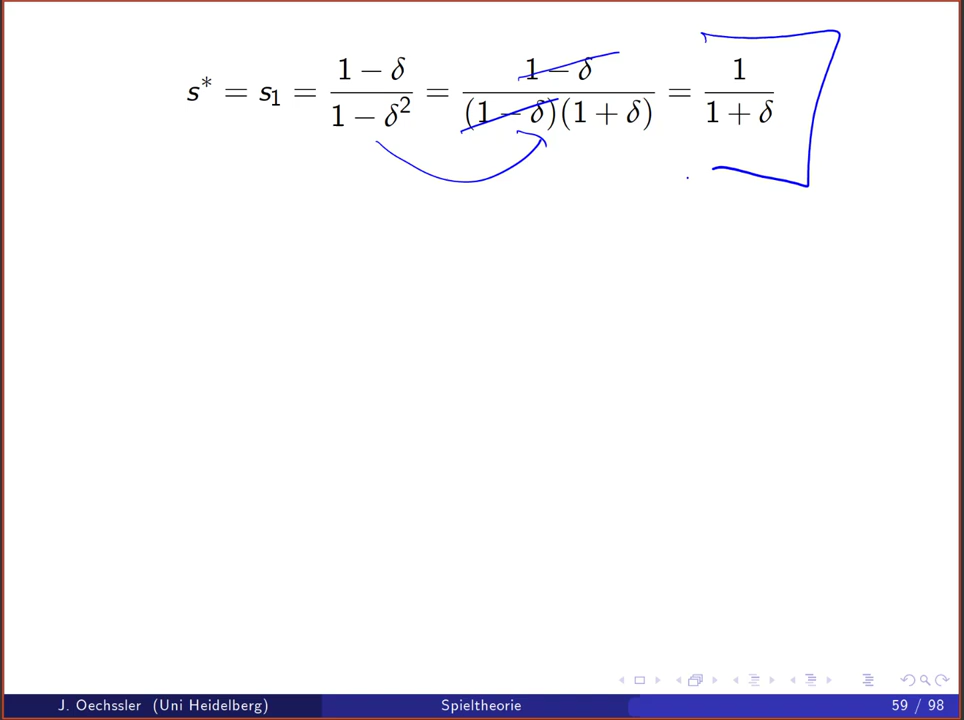 s* = s₁ = (1 − δ)/(1 − δ²) = (1 − δ)/((1 − δ)(1 + δ)) = 1/(1 + δ)
J. Oechssler (Uni Heidelberg) Spieltheorie 59 / 98